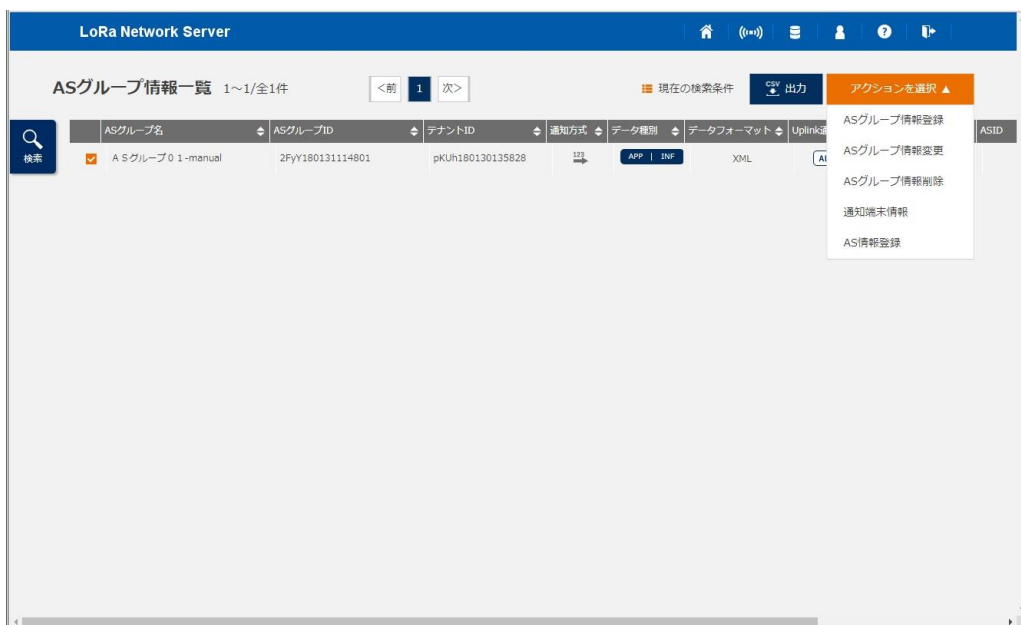 LoRa Network Server
ASグループ情報一覧 1～1/全1件
<前 1 次>
現在の検索条件
CSV 出力
アクションを選択 ▲
ASグループ情報登録
ASグループ情報変更
ASグループ情報削除
通知端末情報
AS情報登録
検索
ASグループ名 ASグループID テナントID 通知方式 データ種別 データフォーマット Uplink通 ASID
ASグループ01-manual 2FyY180131114801 pKUh180130135828 123 APP | INF XML